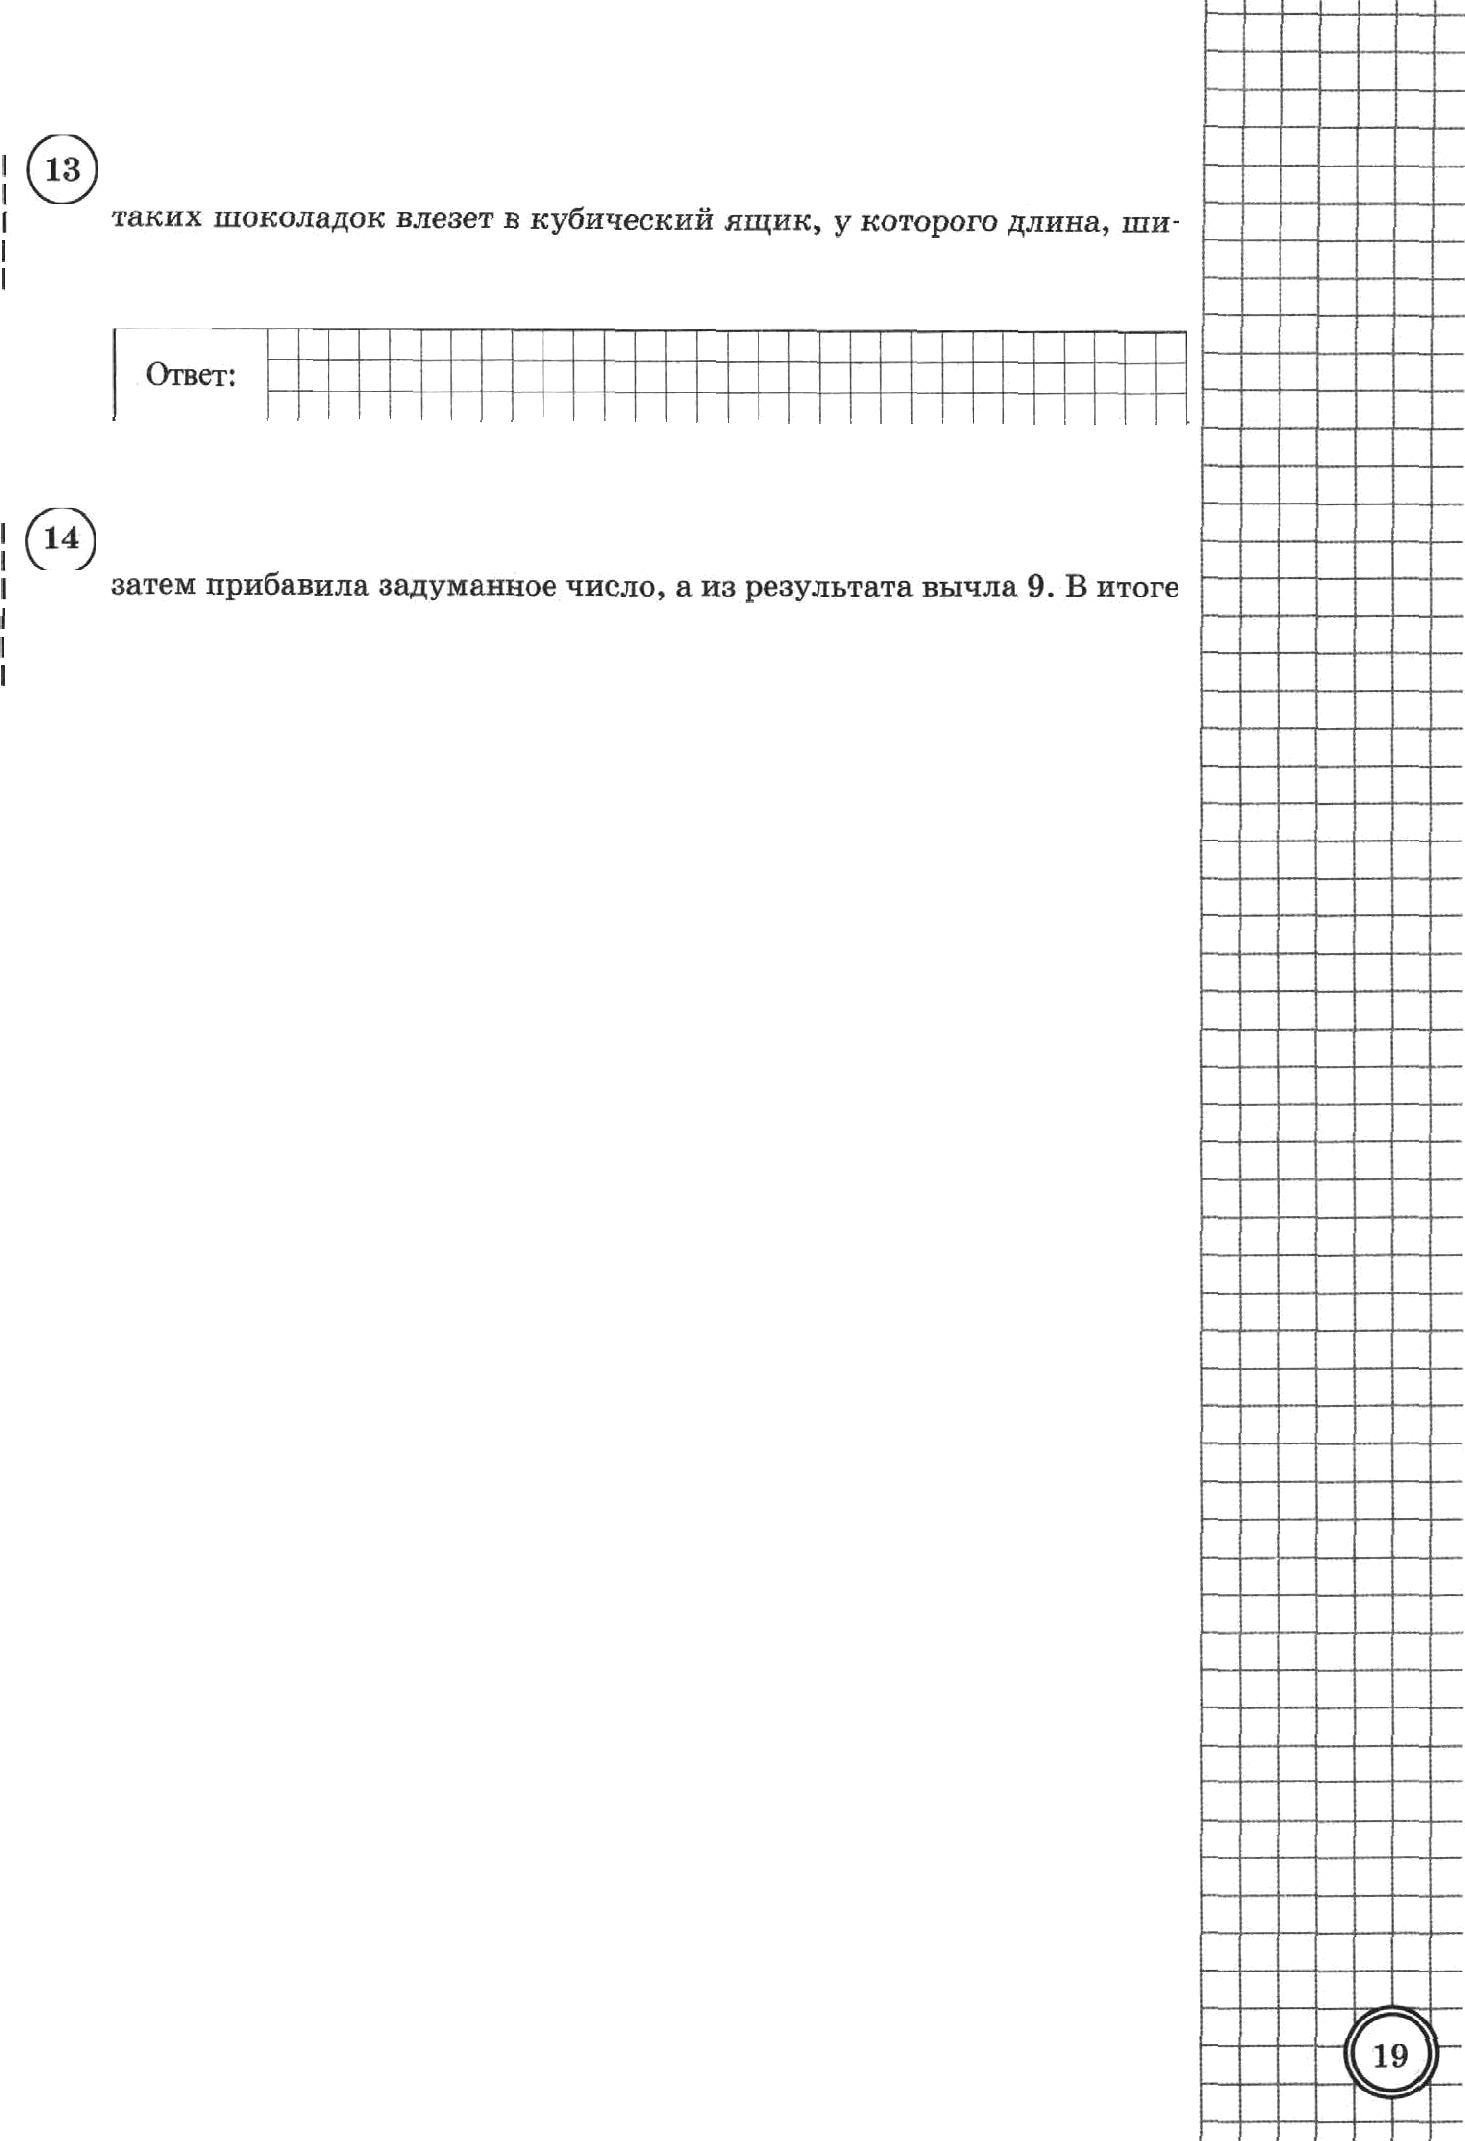 13
таких шоколадок влезет в кубический ящик, у которого длина, ши-
Ответ:
14
затем прибавила задуманное число, а из результата вычла 9. В итоге
19